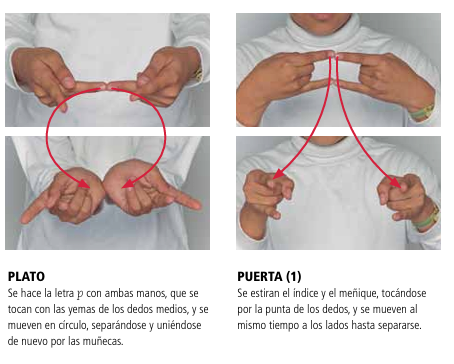 PLATO
Se hace la letra p con ambas manos, que se
tocan con las yemas de los dedos medios, y se
mueven en círculo, separándose y uniéndose
de nuevo por las muñecas.
PUERTA (1)
Se estiran el índice y el meñique, tocándose
por la punta de los dedos, y se mueven al
mismo tiempo a los lados hasta separarse.